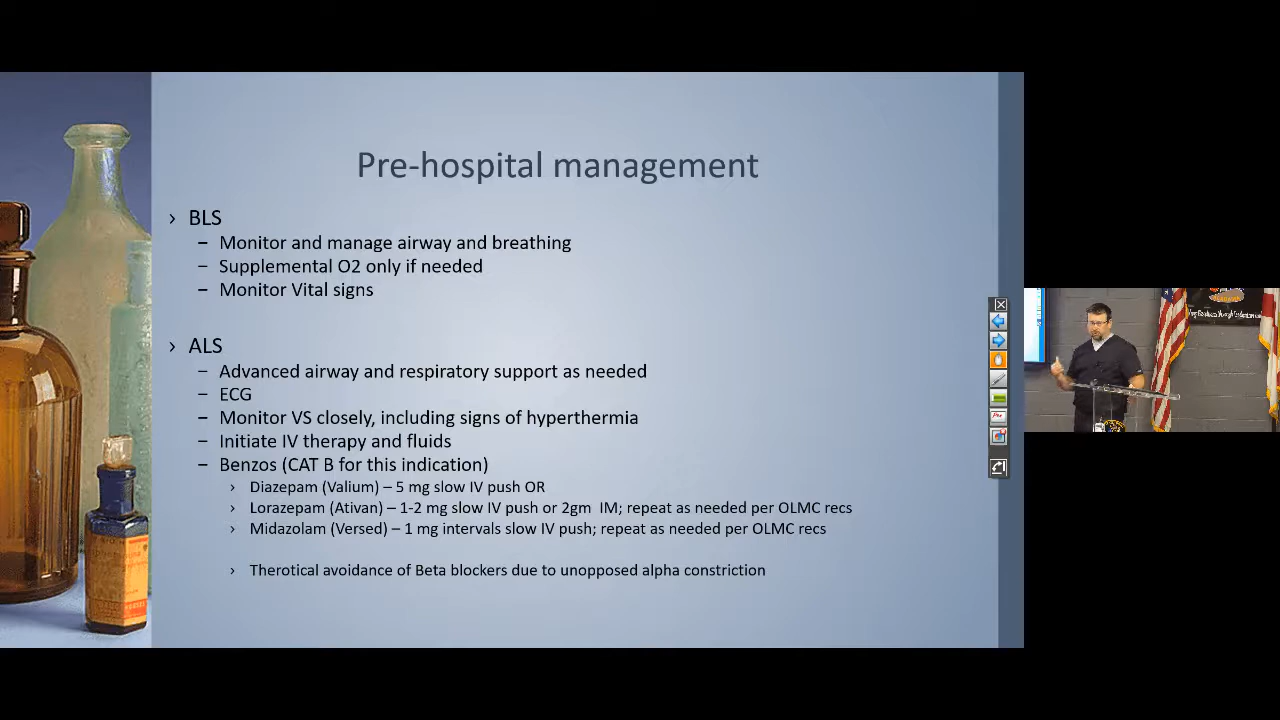 Pre-hospital management
› BLS
– Monitor and manage airway and breathing
– Supplemental O2 only if needed
– Monitor Vital signs
› ALS
– Advanced airway and respiratory support as needed
– ECG
– Monitor VS closely, including signs of hyperthermia
– Initiate IV therapy and fluids
– Benzos (CAT B for this indication)
› Diazepam (Valium) – 5 mg slow IV push OR
› Lorazepam (Ativan) – 1-2 mg slow IV push or 2gm  IM; repeat as needed per OLMC recs
› Midazolam (Versed) – 1 mg intervals slow IV push; repeat as needed per OLMC recs
› Therotical avoidance of Beta blockers due to unopposed alpha constriction